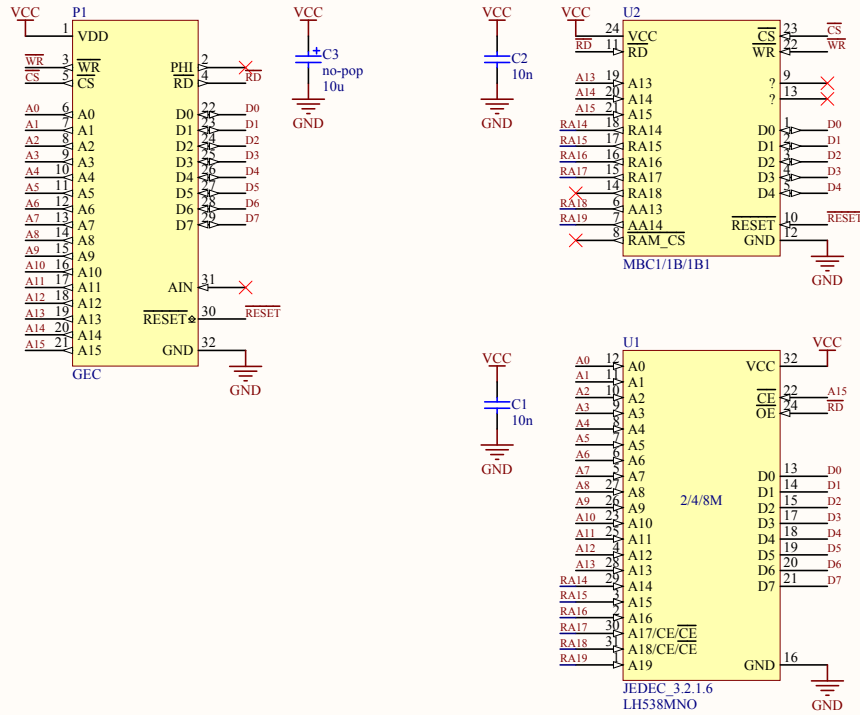 VCC
P1
1
VDD
WR 3 WR
CS 5 CS
PHI 2
RD 4 RD
A0 6 A0
A1 7 A1
A2 8 A2
A3 9 A3
A4 10 A4
A5 11 A5
A6 12 A6
A7 13 A7
A8 14 A8
A9 15 A9
A10 16 A10
A11 17 A11
A12 18 A12
A13 19 A13
A14 20 A14
A15 21 A15
D0 22 D0
D1 23 D1
D2 24 D2
D3 25 D3
D4 26 D4
D5 27 D5
D6 28 D6
D7 29 D7
AIN 31
RESET 30 RESET
GND 32
GND
GEC
VCC
+
C3
no-pop
10u
GND
VCC
C2
10n
GND
VCC
U2
24 VCC
RD 11 RD
A13 19 A13
A14 20 A14
A15 21 A15
RA14 18 RA14
RA15 17 RA15
RA16 16 RA16
RA17 15 RA17
14 RA18
RA18 6 AA13
RA19 7 AA14
8 RAM_CS
CS 23 CS
WR 22 WR
? 9
? 13
D0 1 D0
D1 2 D1
D2 3 D2
D3 4 D3
D4 5 D4
RESET 10 RESET
GND 12
GND
MBC1/1B/1B1
VCC
C1
10n
GND
U1
A0 12 A0
A1 11 A1
A2 10 A2
A3 9 A3
A4 8 A4
A5 7 A5
A6 6 A6
A7 5 A7
A8 27 A8
A9 26 A9
A10 23 A10
A11 25 A11
A12 4 A12
A13 28 A13
RA14 29 A14
RA15 3 A15
RA16 2 A16
RA17 30 A17/CE/CE
RA18 31 A18/CE/CE
RA19 1 A19
2/4/8M
VCC
VCC 32
CE 22 A15
OE 24 RD
D0 13 D0
D1 14 D1
D2 15 D2
D3 17 D3
D4 18 D4
D5 19 D5
D6 20 D6
D7 21 D7
GND 16
GND
JEDEC_3.2.1.6
LH538MNO